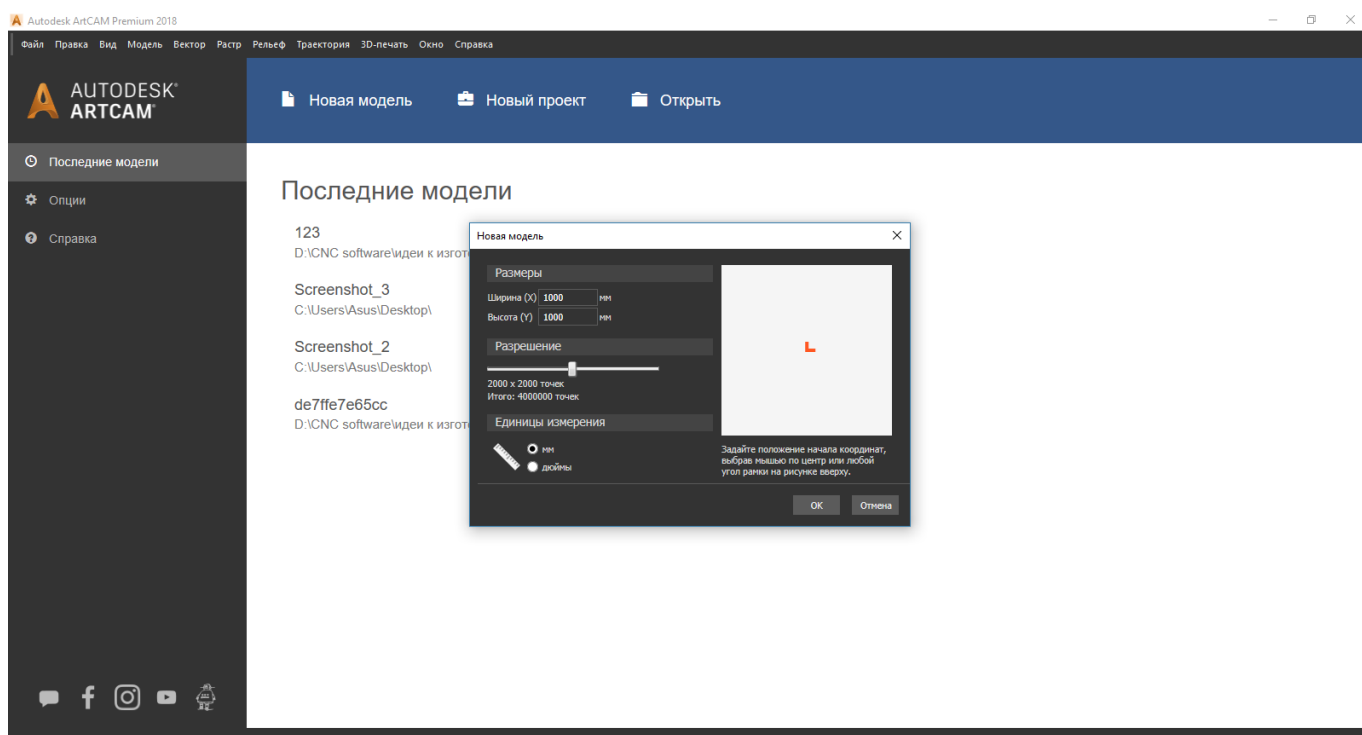 Autodesk ArtCAM Premium 2018
Файл Правка Вид Модель Вектор Растр Рельеф Траектория 3D-печать Окно Справка
AUTODESK®
ARTCAM®
Новая модель Новый проект Открыть
Последние модели
Опции
Справка
Последние модели
123
D:\CNC software\идеи к изгот
Screenshot_3
C:\Users\Asus\Desktop\
Screenshot_2
C:\Users\Asus\Desktop\
de7ffe7e65cc
D:\CNC software\идеи к изгот
Новая модель
Размеры
Ширина (X) 1000 мм
Высота (Y) 1000 мм
Разрешение
2000 x 2000 точек
Итого: 4000000 точек
Единицы измерения
мм
дюймы
Задайте положение начала координат,
выбрав мышью по центр или любой
угол рамки на рисунке вверху.
OK Отмена